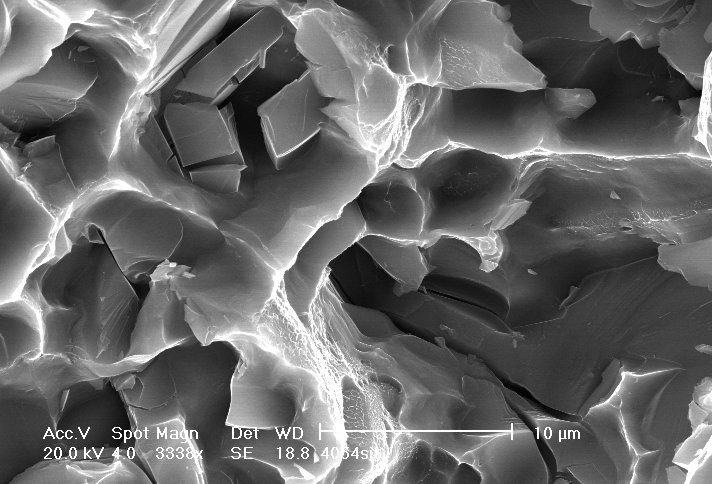 Acc.V Spot Magn Det WD 10 µm
20.0 kV 4.0 3338x SE 18.8